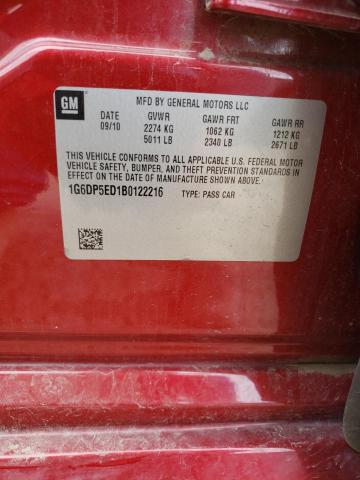 GM
MFD BY GENERAL MOTORS LLC
DATE GVWR GAWR FRT GAWR RR
09/10 2274 KG 1062 KG 1212 KG
5011 LB 2340 LB 2671 LB
THIS VEHICLE CONFORMS TO ALL APPLICABLE U.S. FEDERAL MOTOR
VEHICLE SAFETY, BUMPER, AND THEFT PREVENTION STANDARDS IN
EFFECT ON THE DATE OF MANUFACTURE SHOWN ABOVE.
1G6DP5ED1B0122216 TYPE: PASS CAR